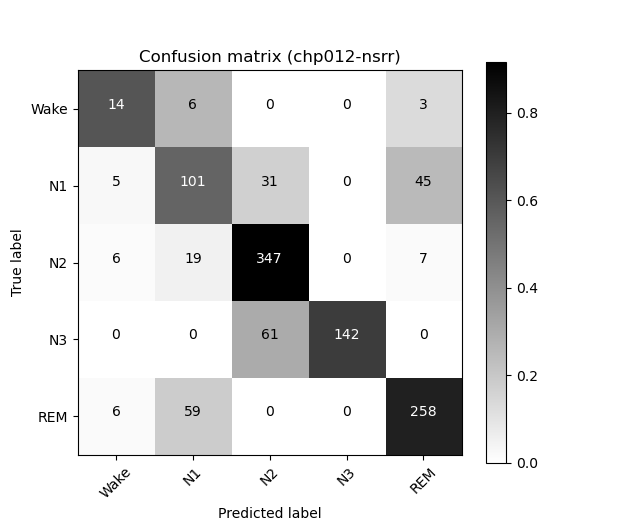 Confusion matrix (chp012-nsrr)
True label
Wake 14 6 0 0 3
N1 5 101 31 0 45
N2 6 19 347 0 7
N3 0 0 61 142 0
REM 6 59 0 0 258
Wake N1 N2 N3 REM
Predicted label
0.8
0.6
0.4
0.2
0.0